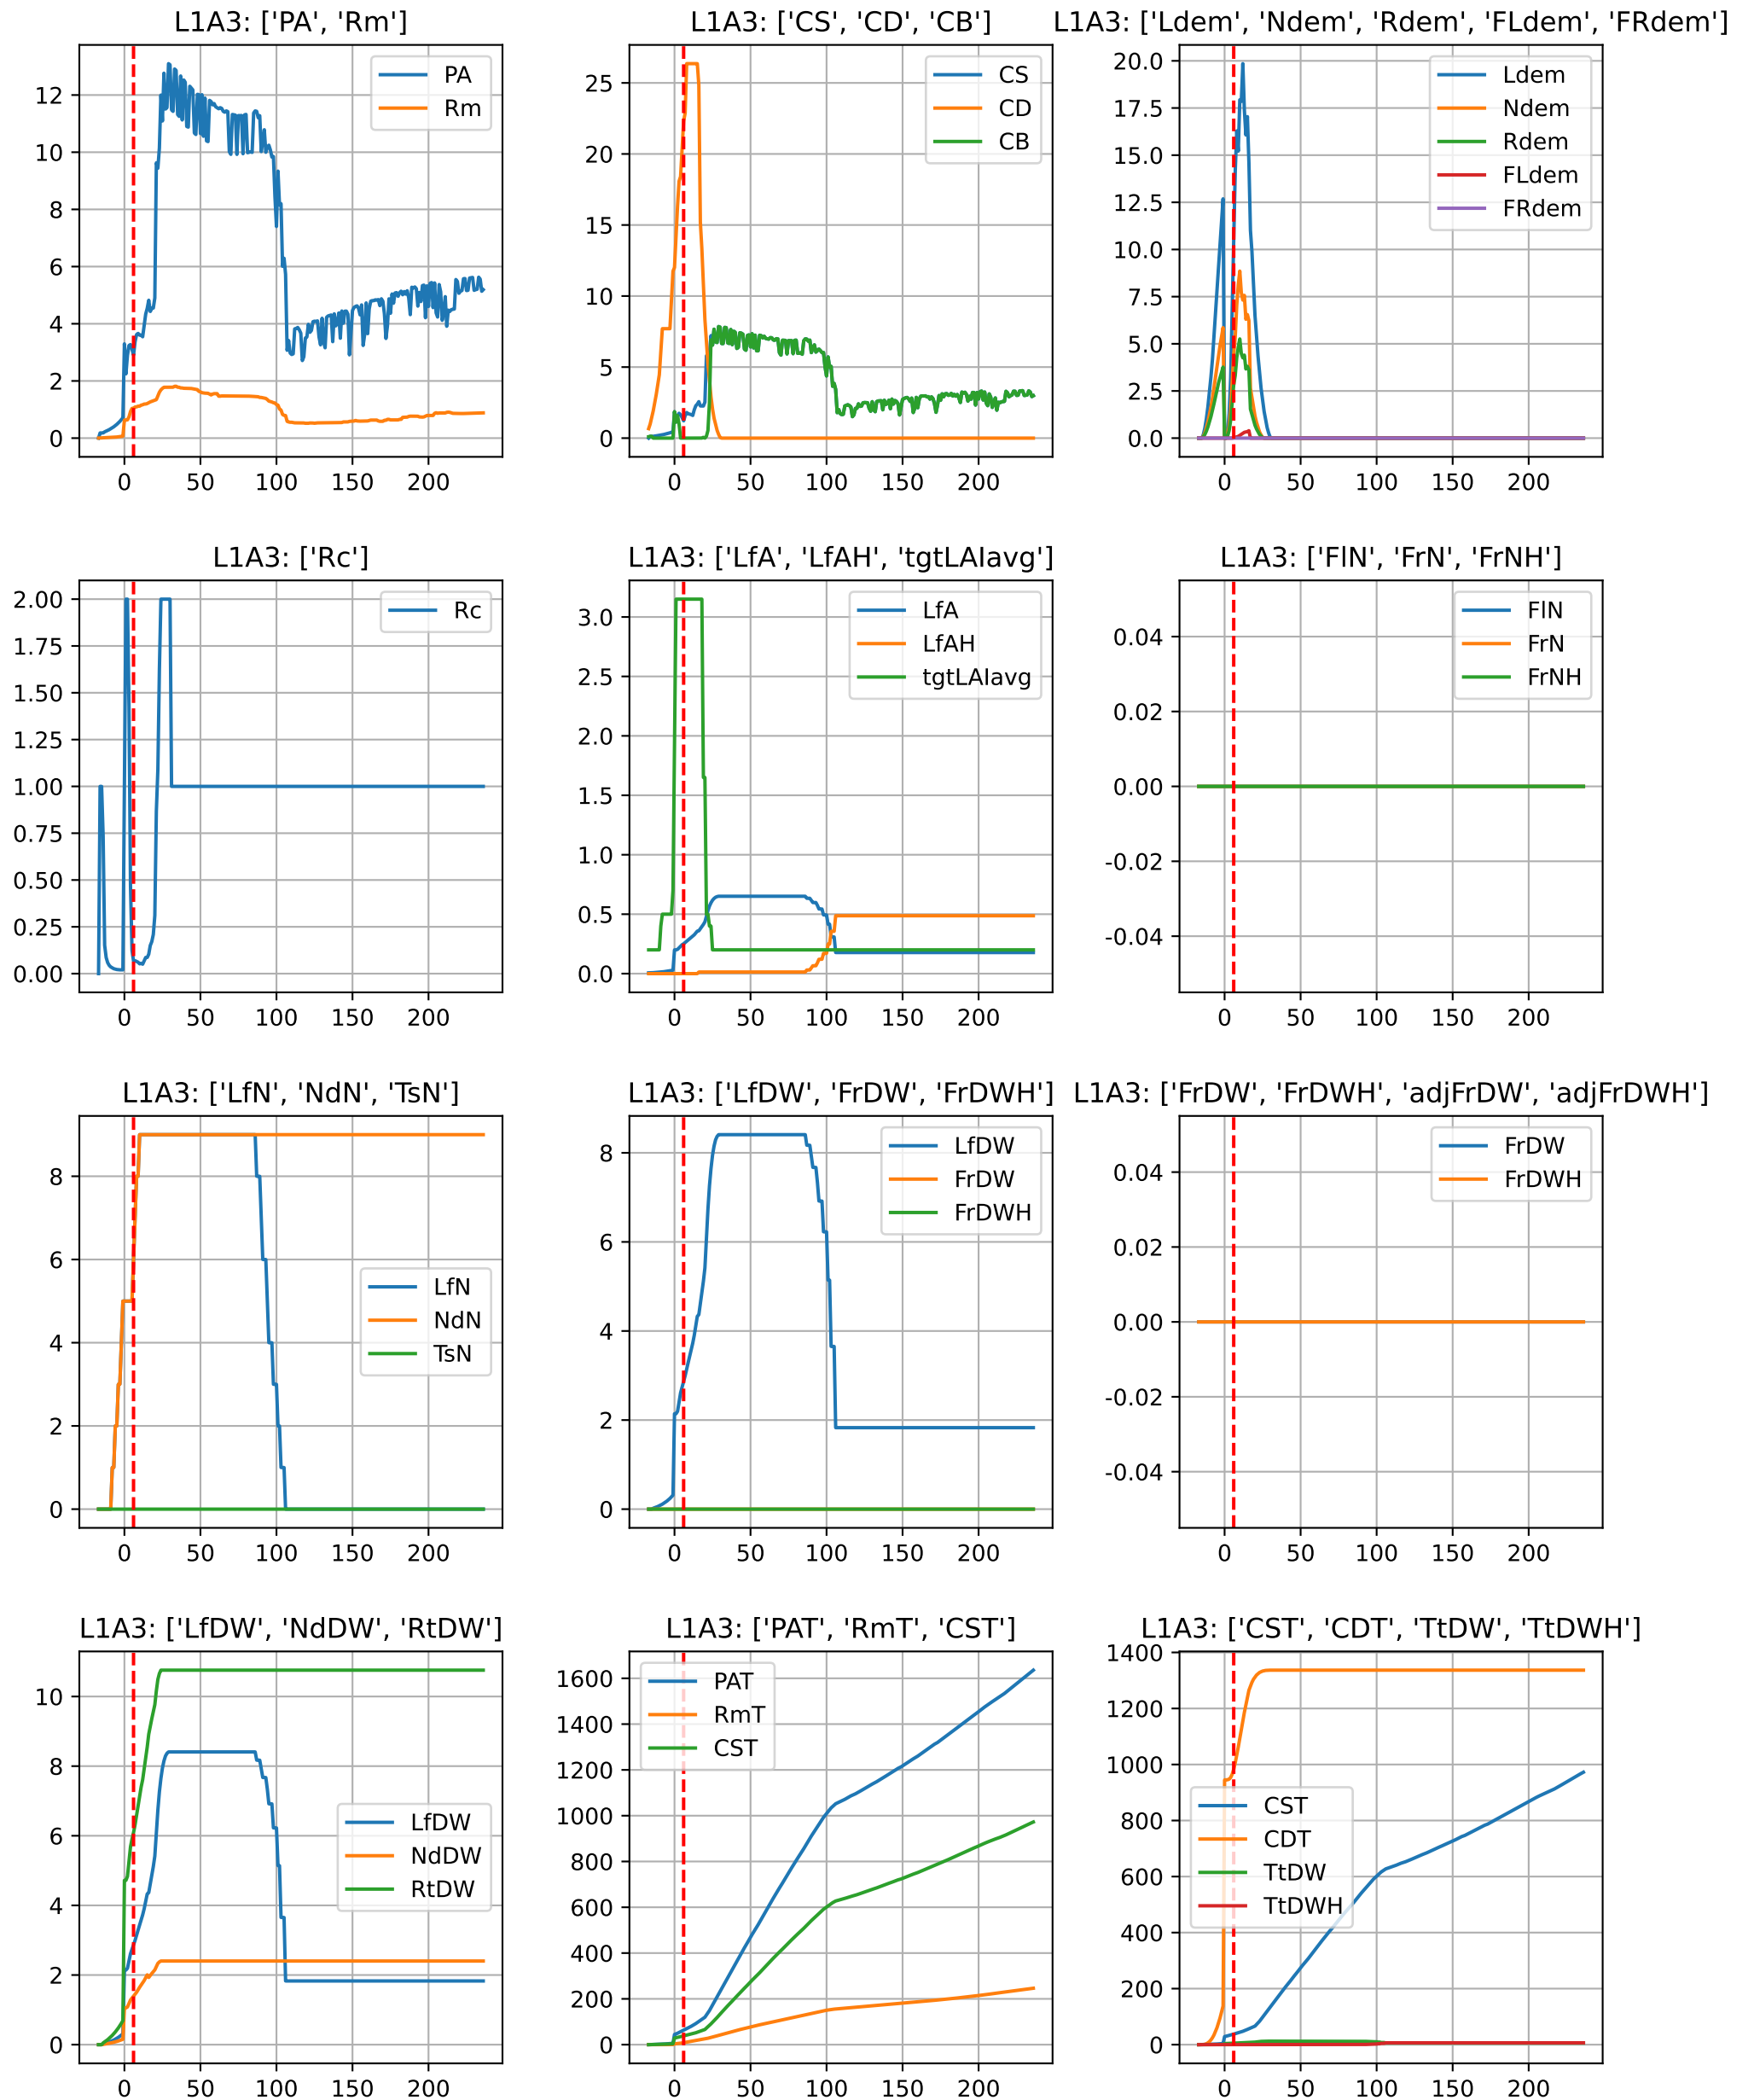 L1A3: ['PA', 'Rm']
PA
Rm
12
10
8
6
4
2
0
0 50 100 150 200
L1A3: ['CS', 'CD', 'CB']
CS
CD
CB
25
20
15
10
5
0
0 50 100 150 200
L1A3: ['Ldem', 'Ndem', 'Rdem', 'FLdem', 'FRdem']
Ldem
Ndem
Rdem
FLdem
FRdem
20.0
17.5
15.0
12.5
10.0
7.5
5.0
2.5
0.0
0 50 100 150 200
L1A3: ['Rc']
Rc
2.00
1.75
1.50
1.25
1.00
0.75
0.50
0.25
0.00
0 50 100 150 200
L1A3: ['LfA', 'LfAH', 'tgtLAIavg']
LfA
LfAH
tgtLAIavg
3.0
2.5
2.0
1.5
1.0
0.5
0.0
0 50 100 150 200
L1A3: ['FlN', 'FrN', 'FrNH']
FlN
FrN
FrNH
0.04
0.02
0.00
-0.02
-0.04
0 50 100 150 200
L1A3: ['LfN', 'NdN', 'TsN']
LfN
NdN
TsN
8
6
4
2
0
0 50 100 150 200
L1A3: ['LfDW', 'FrDW', 'FrDWH']
LfDW
FrDW
FrDWH
8
6
4
2
0
0 50 100 150 200
L1A3: ['FrDW', 'FrDWH', 'adjFrDW', 'adjFrDWH']
FrDW
FrDWH
0.04
0.02
0.00
-0.02
-0.04
0 50 100 150 200
L1A3: ['LfDW', 'NdDW', 'RtDW']
LfDW
NdDW
RtDW
10
8
6
4
2
0
0 50 100 150 200
L1A3: ['PAT', 'RmT', 'CST']
PAT
RmT
CST
1600
1400
1200
1000
800
600
400
200
0
0 50 100 150 200
L1A3: ['CST', 'CDT', 'TtDW', 'TtDWH']
CST
CDT
TtDW
TtDWH
1400
1200
1000
800
600
400
200
0
0 50 100 150 200